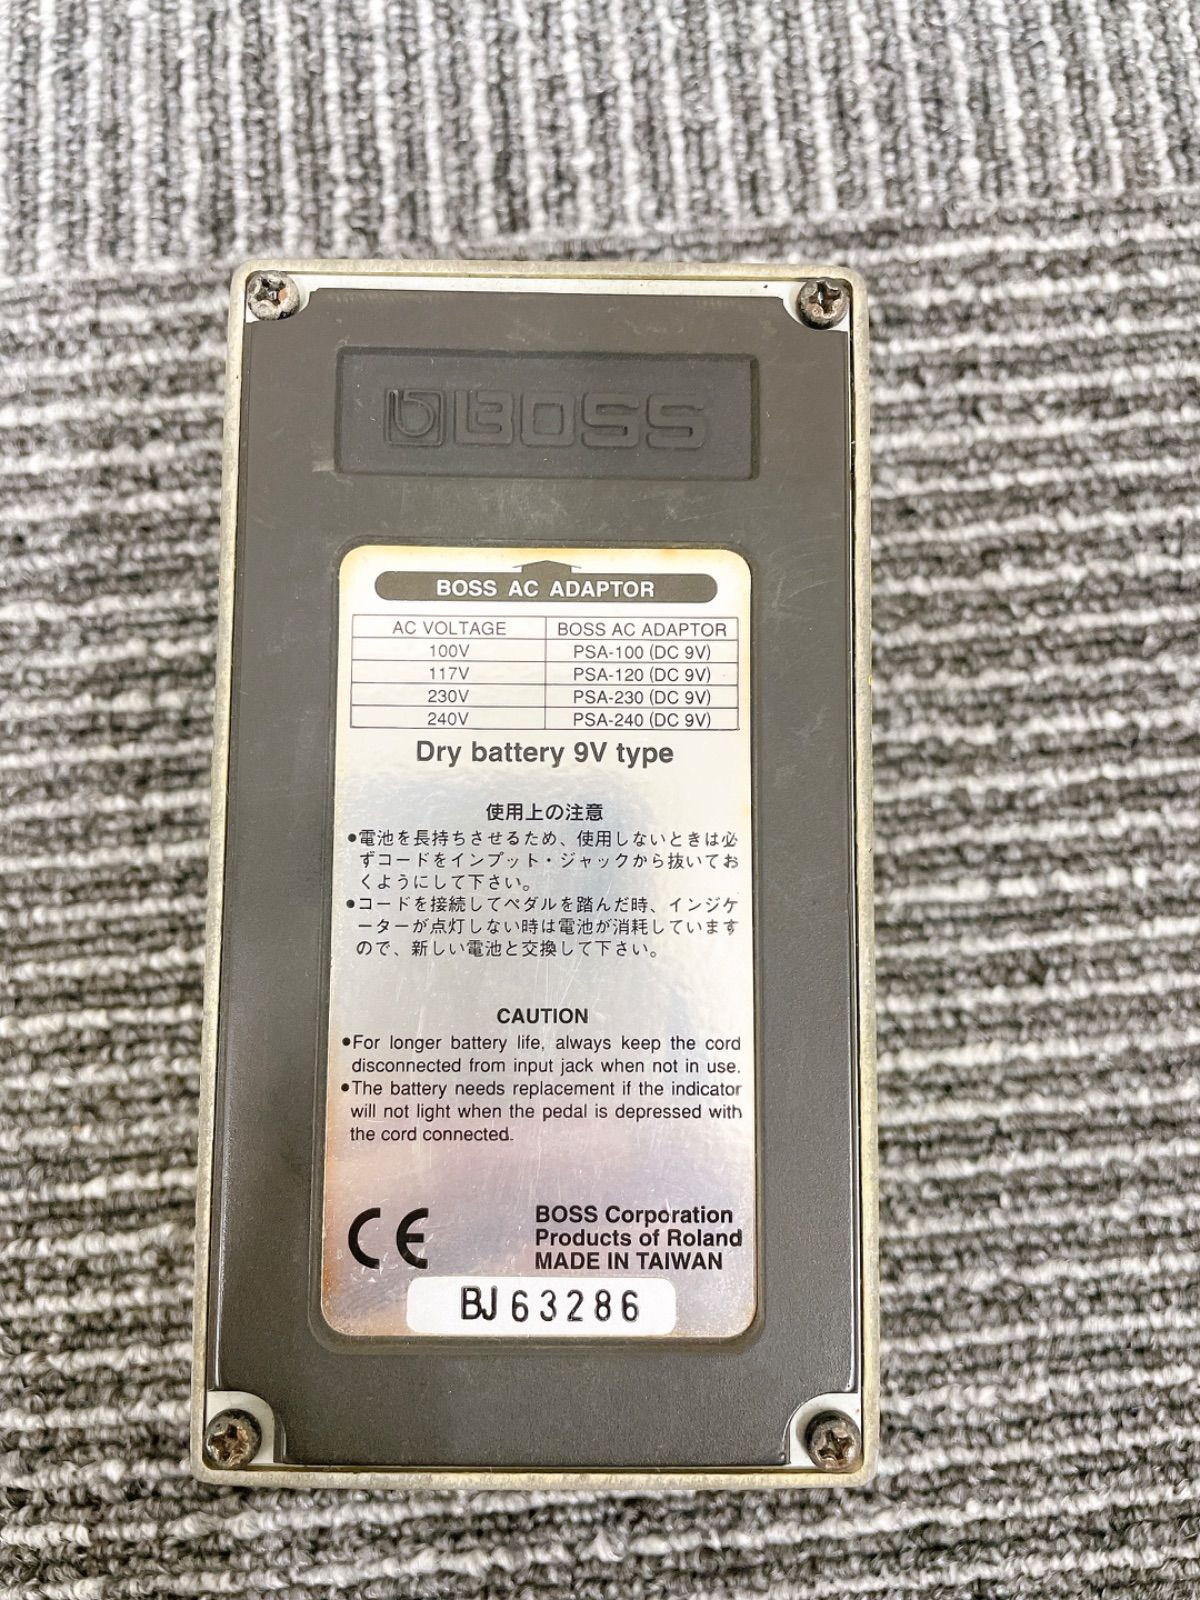 BOSS
BOSS AC ADAPTOR
AC VOLTAGE BOSS AC ADAPTOR
100V PSA-100 (DC 9V)
117V PSA-120 (DC 9V)
230V PSA-230 (DC 9V)
240V PSA-240 (DC 9V)
Dry battery 9V type
使用上の注意
●電池を長持ちさせるため、使用しないときは必
ずコードをインプット・ジャックから抜いてお
くようにして下さい。
●コードを接続してペダルを踏んだ時、インジケ
ーターが点灯しない時は電池が消耗しています
ので、新しい電池と交換して下さい。
CAUTION
●For longer battery life, always keep the cord
disconnected from input jack when not in use.
●The battery needs replacement if the indicator
will not light when the pedal is depressed with
the cord connected.
CE
BOSS Corporation
Products of Roland
MADE IN TAIWAN
BJ63286